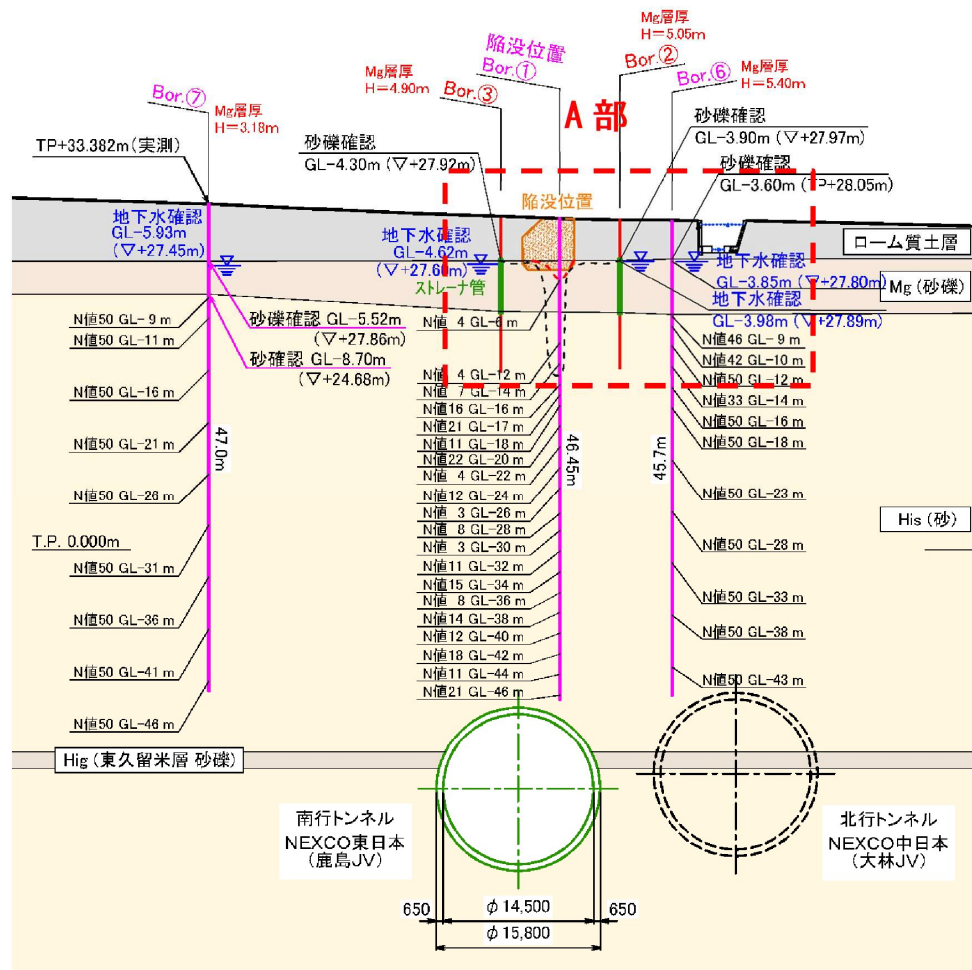 Mg層厚
H=5.05m
陥没位置
Bor.①
Mg層厚
H=4.90m
Bor.③
Bor.②
Bor.⑥
Mg層厚
H=5.40m
Bor.⑦
Mg層厚
H=3.18m
A 部
TP+33.382m(実測)
砂礫確認
GL-4.30m (▽+27.92m)
砂礫確認
GL-3.90m (▽+27.97m)
砂礫確認
GL-3.60m (TP+28.05m)
陥没位置
地下水確認
GL-5.93m
(▽+27.45m)
地下水確認
GL-4.62m
(▽+27.60m)
ストレーナ管
ローム質土層
地下水確認
GL-3.85m (▽+27.80m)
Mg(砂礫)
地下水確認
GL-3.98m (▽+27.89m)
砂礫確認 GL-5.52m
(▽+27.86m)
砂確認 GL-8.70m
(▽+24.68m)
N値50 GL-9 m
N値50 GL-11 m
N値50 GL-16 m
N値50 GL-21 m
N値50 GL-26 m
T.P. 0.000m
N値50 GL-31 m
N値50 GL-36 m
N値50 GL-41 m
N値50 GL-46 m
47.0m
N値 4 GL-6 m
N値 4 GL-12 m
N値 7 GL-14 m
N値16 GL-16 m
N値21 GL-17 m
N値11 GL-18 m
N値22 GL-20 m
N値 4 GL-22 m
N値12 GL-24 m
N値 3 GL-26 m
N値 8 GL-28 m
N値 3 GL-30 m
N値11 GL-32 m
N値15 GL-34 m
N値 8 GL-36 m
N値14 GL-38 m
N値12 GL-40 m
N値18 GL-42 m
N値11 GL-44 m
N値21 GL-46 m
46.45m
45.7m
N値46 GL-9 m
N値42 GL-10 m
N値50 GL-12 m
N値33 GL-14 m
N値50 GL-16 m
N値50 GL-18 m
N値50 GL-23 m
N値50 GL-28 m
N値50 GL-33 m
N値50 GL-38 m
N値50 GL-43 m
His(砂)
Hig(東久留米層 砂礫)
南行トンネル
NEXCO東日本
(鹿島JV)
北行トンネル
NEXCO中日本
(大林JV)
650
φ14,500
650
φ15,800